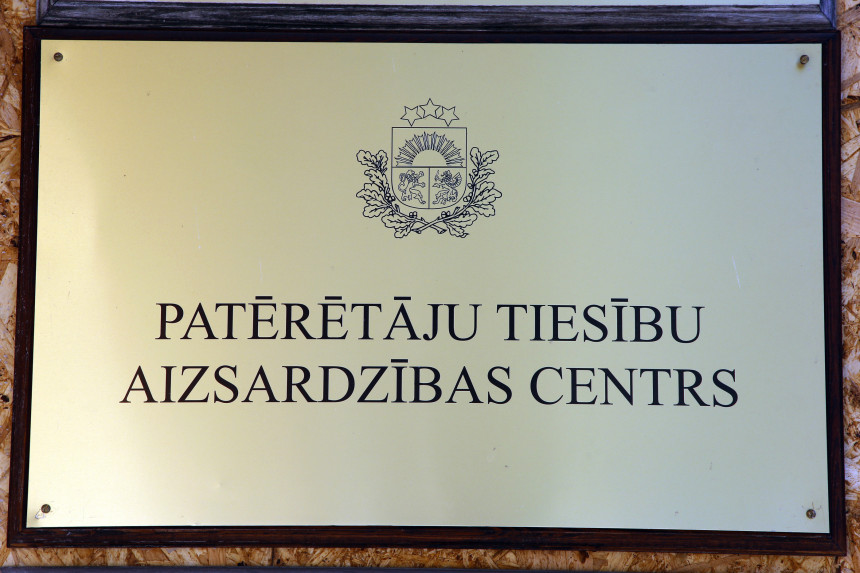 PATĒRĒTĀJU TIESĪBU
AIZSARDZĪBAS CENTRS